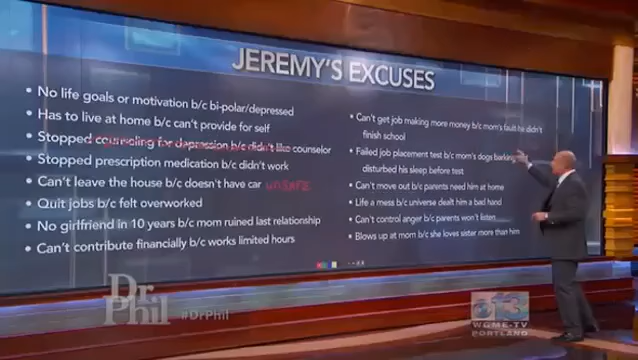 JEREMY'S EXCUSES
• No life goals or motivation b/c bi-polar/depressed
• Has to live at home b/c can't provide for self
• Stopped counseling for depression b/c didn't like counselor
• Stopped prescription medication b/c didn't work
• Can't leave the house b/c doesn't have car UNSAFE
• Quit jobs b/c felt overworked
• No girlfriend in 10 years b/c mom ruined last relationship
• Can't contribute financially b/c works limited hours
• Can't get job making more money b/c mom's fault he didn't
finish school
• Failed job placement test b/c mom's dogs barking
disturbed his sleep before test
• Can't move out b/c parents need him at home
• Life a mess b/c universe dealt him a bad hand
• Can't control anger b/c parents won't listen
• Blows up at mom b/c she loves sister more than him
Dr. Phil
#DrPhil
13
WGME-TV
PORTLAND